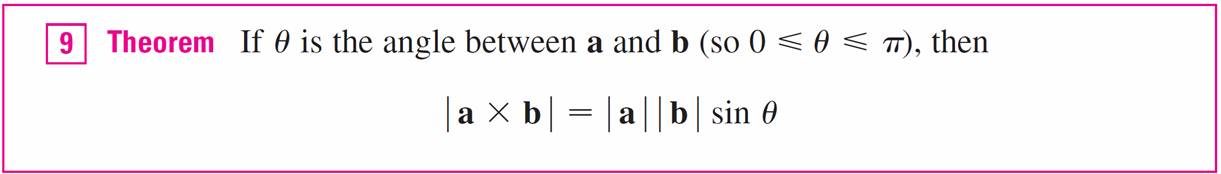 9 Theorem If θ is the angle between a and b (so 0 ≤ θ ≤ π), then
|a × b| = |a||b| sin θ